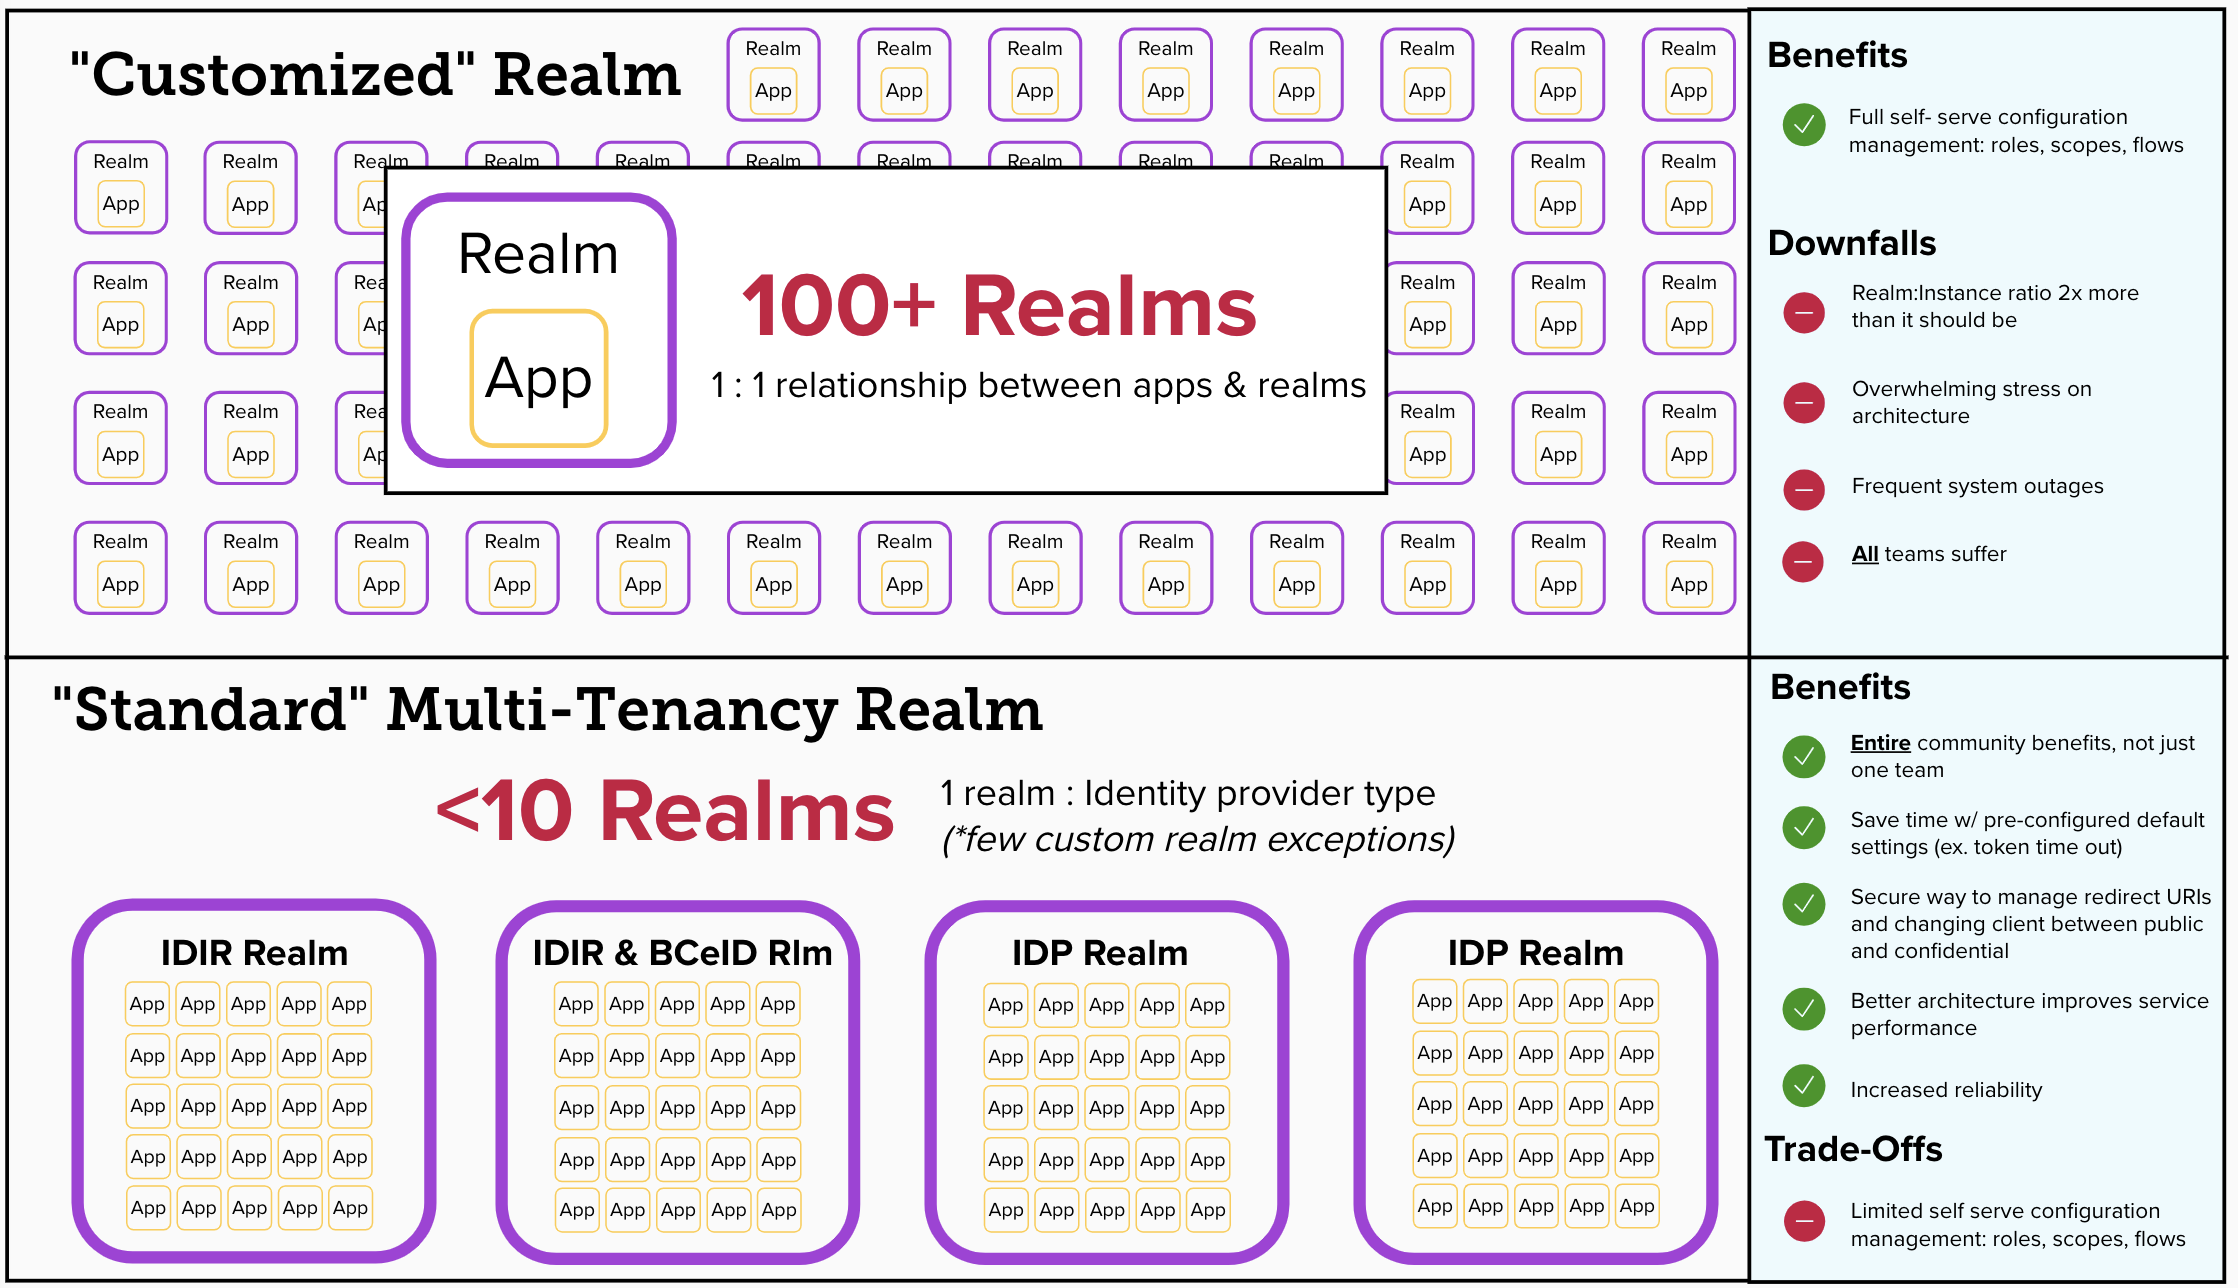 "Customized" Realm
Realm Realm Realm Realm Realm Realm Realm Realm
App App App App App App App App
Realm Realm Realm Realm Realm Realm Realm Realm Realm Realm Realm Realm Realm
App App App App App
Realm Realm Realm Realm Realm
App App App App App
Realm Realm Realm Realm Realm
App App App App App
Realm
App
100+ Realms
1 : 1 relationship between apps & realms
Realm Realm Realm Realm Realm Realm Realm Realm Realm Realm Realm Realm Realm
App App App App App App App App App App App App App
Benefits
Full self- serve configuration
management: roles, scopes, flows
Downfalls
Realm:Instance ratio 2x more
than it should be
Overwhelming stress on
architecture
Frequent system outages
All teams suffer
"Standard" Multi-Tenancy Realm
<10 Realms
1 realm : Identity provider type
(*few custom realm exceptions)
IDIR Realm
App App App App App
App App App App App
App App App App App
App App App App App
App App App App App
IDIR & BCeID Rlm
App App App App App
App App App App App
App App App App App
App App App App App
App App App App App
IDP Realm
App App App App App
App App App App App
App App App App App
App App App App App
App App App App App
IDP Realm
App App App App App
App App App App App
App App App App App
App App App App App
App App App App App
Benefits
Entire community benefits, not just
one team
Save time w/ pre-configured default
settings (ex. token time out)
Secure way to manage redirect URIs
and changing client between public
and confidential
Better architecture improves service
performance
Increased reliability
Trade-Offs
Limited self serve configuration
management: roles, scopes, flows